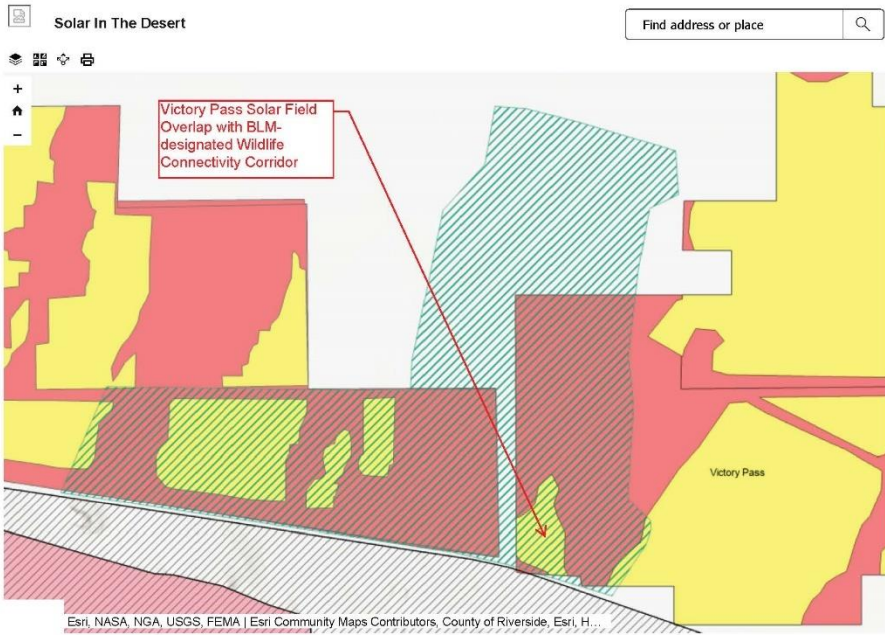 Solar In The Desert
Find address or place
Victory Pass Solar Field
Overlap with BLM-
designated Wildlife
Connectivity Corridor
Victory Pass
Esri, NASA, NGA, USGS, FEMA | Esri Community Maps Contributors, County of Riverside, Esri, H...